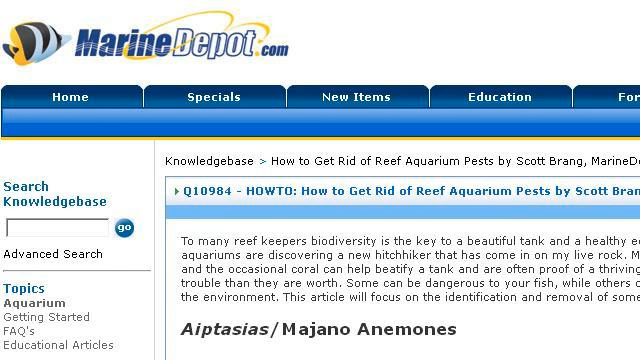 MarineDepot.com
Home Specials New Items Education For
Knowledgebase > How to Get Rid of Reef Aquarium Pests by Scott Brang, MarineDe
Search
Knowledgebase
go
Advanced Search
Topics
Aquarium
Getting Started
FAQ's
Educational Articles
Q10984 - HOWTO: How to Get Rid of Reef Aquarium Pests by Scott Bran
To many reef keepers biodiversity is the key to a beautiful tank and a healthy e
aquariums are discovering a new hitchhiker that has come in on my live rock. M
and the occasional coral can help beatify a tank and are often proof of a thriving
trouble than they are worth. Some can be dangerous to your fish, while others c
the environment. This article will focus on the identification and removal of some
Aiptasias/Majano Anemones